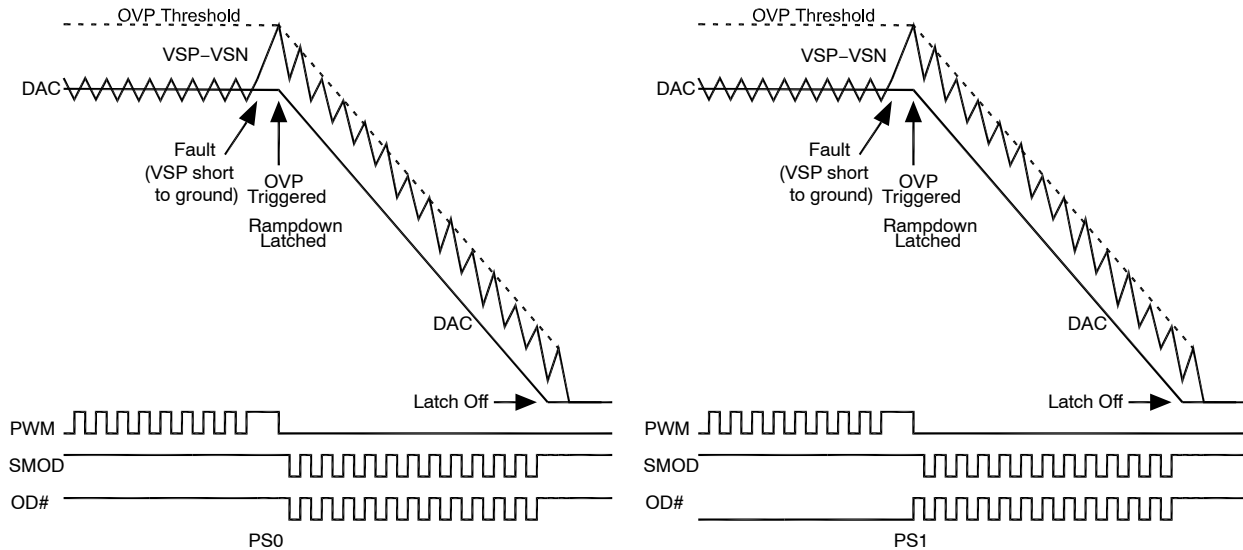 OVP Threshold
VSP–VSN
DAC
Fault
(VSP short
to ground)
OVP
Triggered
Rampdown
Latched
DAC
Latch Off
PWM
SMOD
OD#
PS0
OVP Threshold
VSP–VSN
DAC
Fault
(VSP short
to ground)
OVP
Triggered
Rampdown
Latched
DAC
Latch Off
PWM
SMOD
OD#
PS1